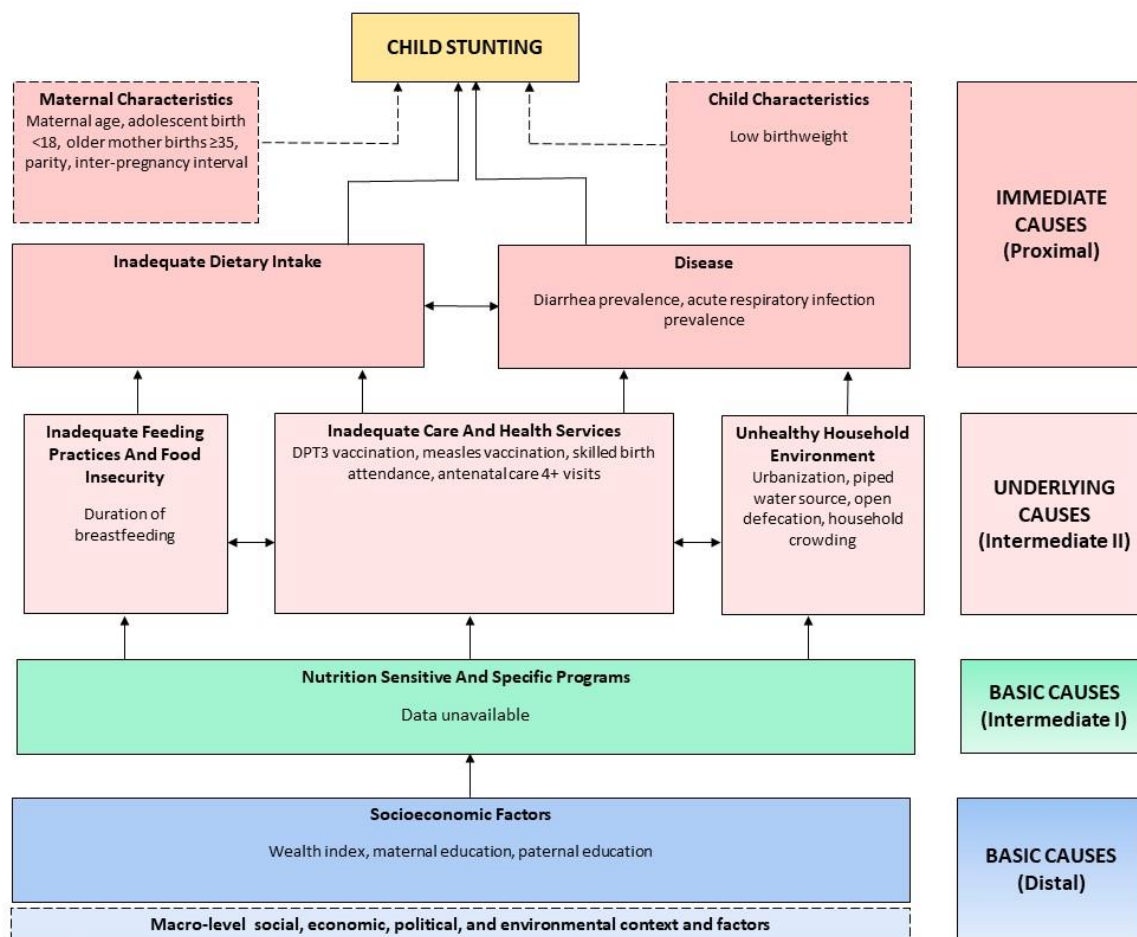 CHILD STUNTING
Maternal Characteristics
Maternal age, adolescent birth
<18, older mother births ≥35,
parity, inter-pregnancy interval
Child Characteristics
Low birthweight
IMMEDIATE
CAUSES
(Proximal)
Inadequate Dietary Intake
Disease
Diarrhea prevalence, acute respiratory infection
prevalence
Inadequate Feeding
Practices And Food
Insecurity
Duration of
breastfeeding
Inadequate Care And Health Services
DPT3 vaccination, measles vaccination, skilled birth
attendance, antenatal care 4+ visits
Unhealthy Household
Environment
Urbanization, piped
water source, open
defecation, household
crowding
UNDERLYING
CAUSES
(Intermediate II)
Nutrition Sensitive And Specific Programs
Data unavailable
BASIC CAUSES
(Intermediate I)
Socioeconomic Factors
Wealth index, maternal education, paternal education
BASIC CAUSES
(Distal)
Macro-level social, economic, political, and environmental context and factors